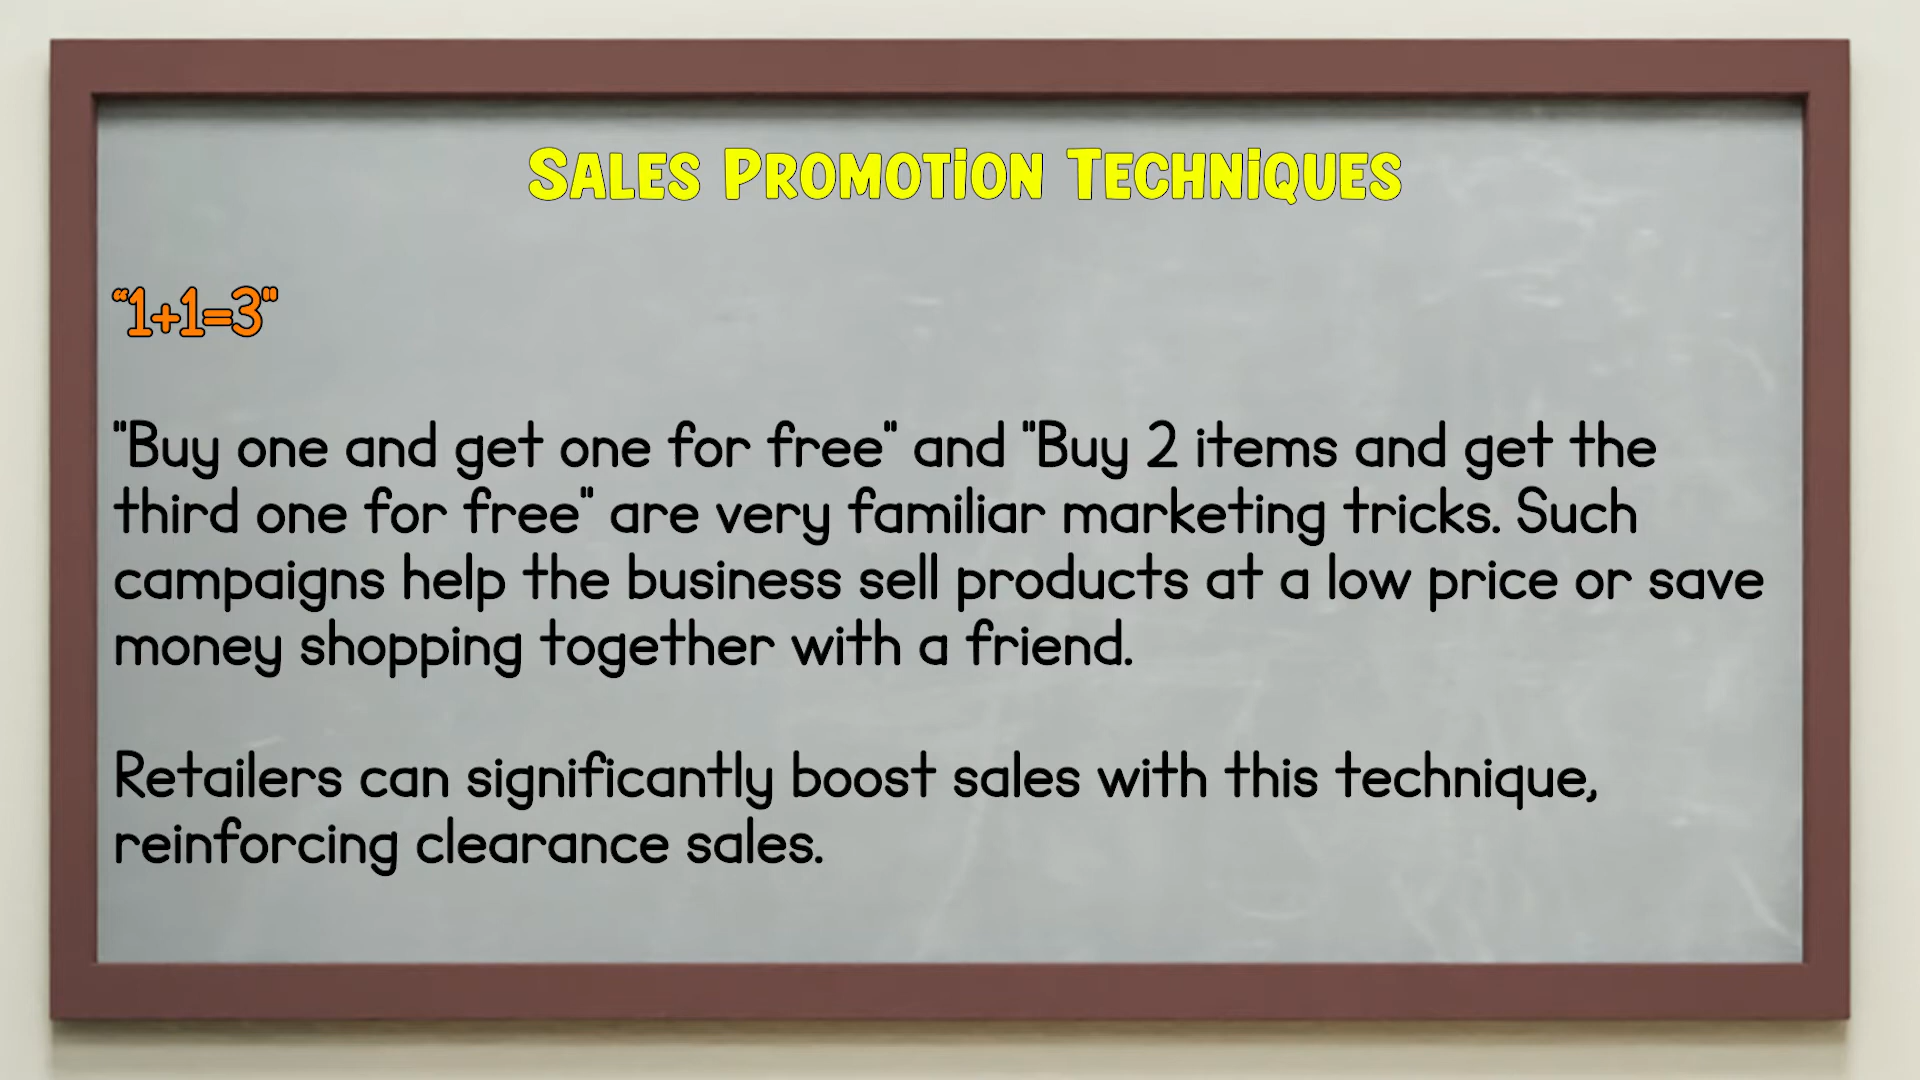 Sales Promotion Techniques
“1+1=3"
"Buy one and get one for free" and "Buy 2 items and get the
third one for free" are very familiar marketing tricks. Such
campaigns help the business sell products at a low price or save
money shopping together with a friend.
Retailers can significantly boost sales with this technique,
reinforcing clearance sales.